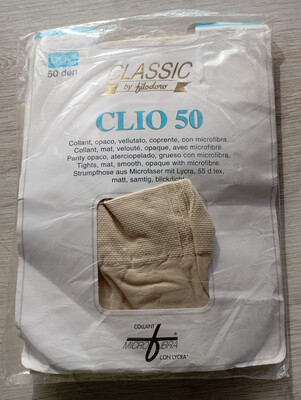 50 den
CLASSIC
by filodoro
CLIO 50
Collant, opaco, vellutato, coprente, con microfibra.
Collant, mat, velouté, opaque, avec microfibre.
Panty opaco, aterciopelado, grueso con microfibra.
Tights, mat, smooth, opaque with microfibre.
Strumpfhose aus Microfaser mit Lycra, 55 d.tex,
matt, samtig, blickdicht
COLLANT
MICROFIBRA
CON LYCRA®